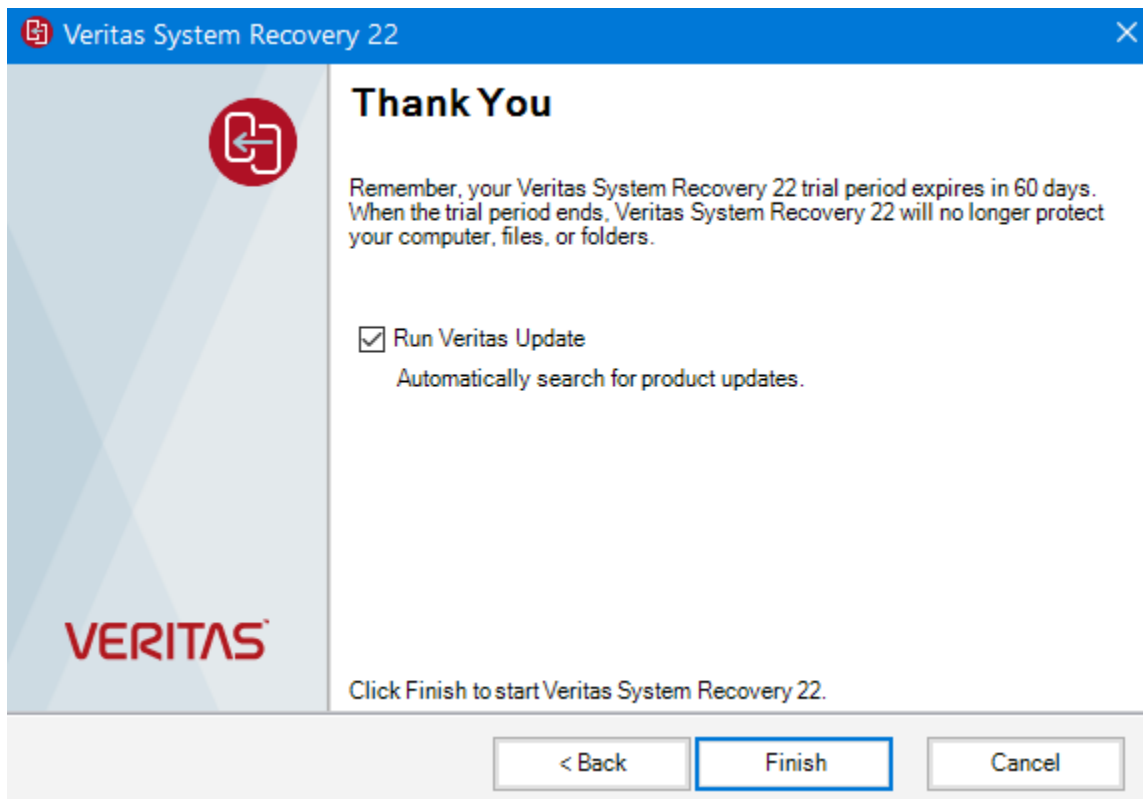 Veritas System Recovery 22
Thank You
Remember, your Veritas System Recovery 22 trial period expires in 60 days.
When the trial period ends, Veritas System Recovery 22 will no longer protect
your computer, files, or folders.
Run Veritas Update
Automatically search for product updates.
VERITAS™
Click Finish to start Veritas System Recovery 22.
< Back
Finish
Cancel